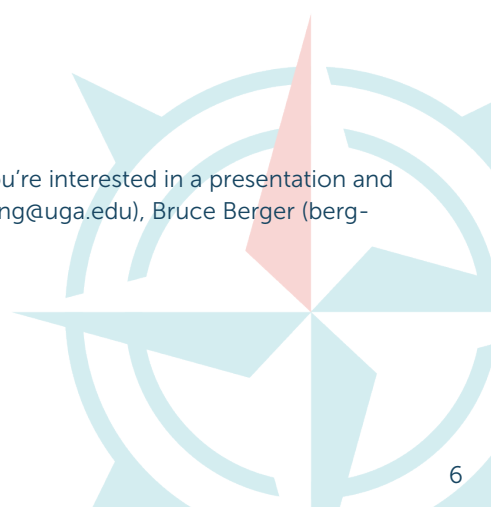 u're interested in a presentation and
ng@uga.edu), Bruce Berger (berg-
6